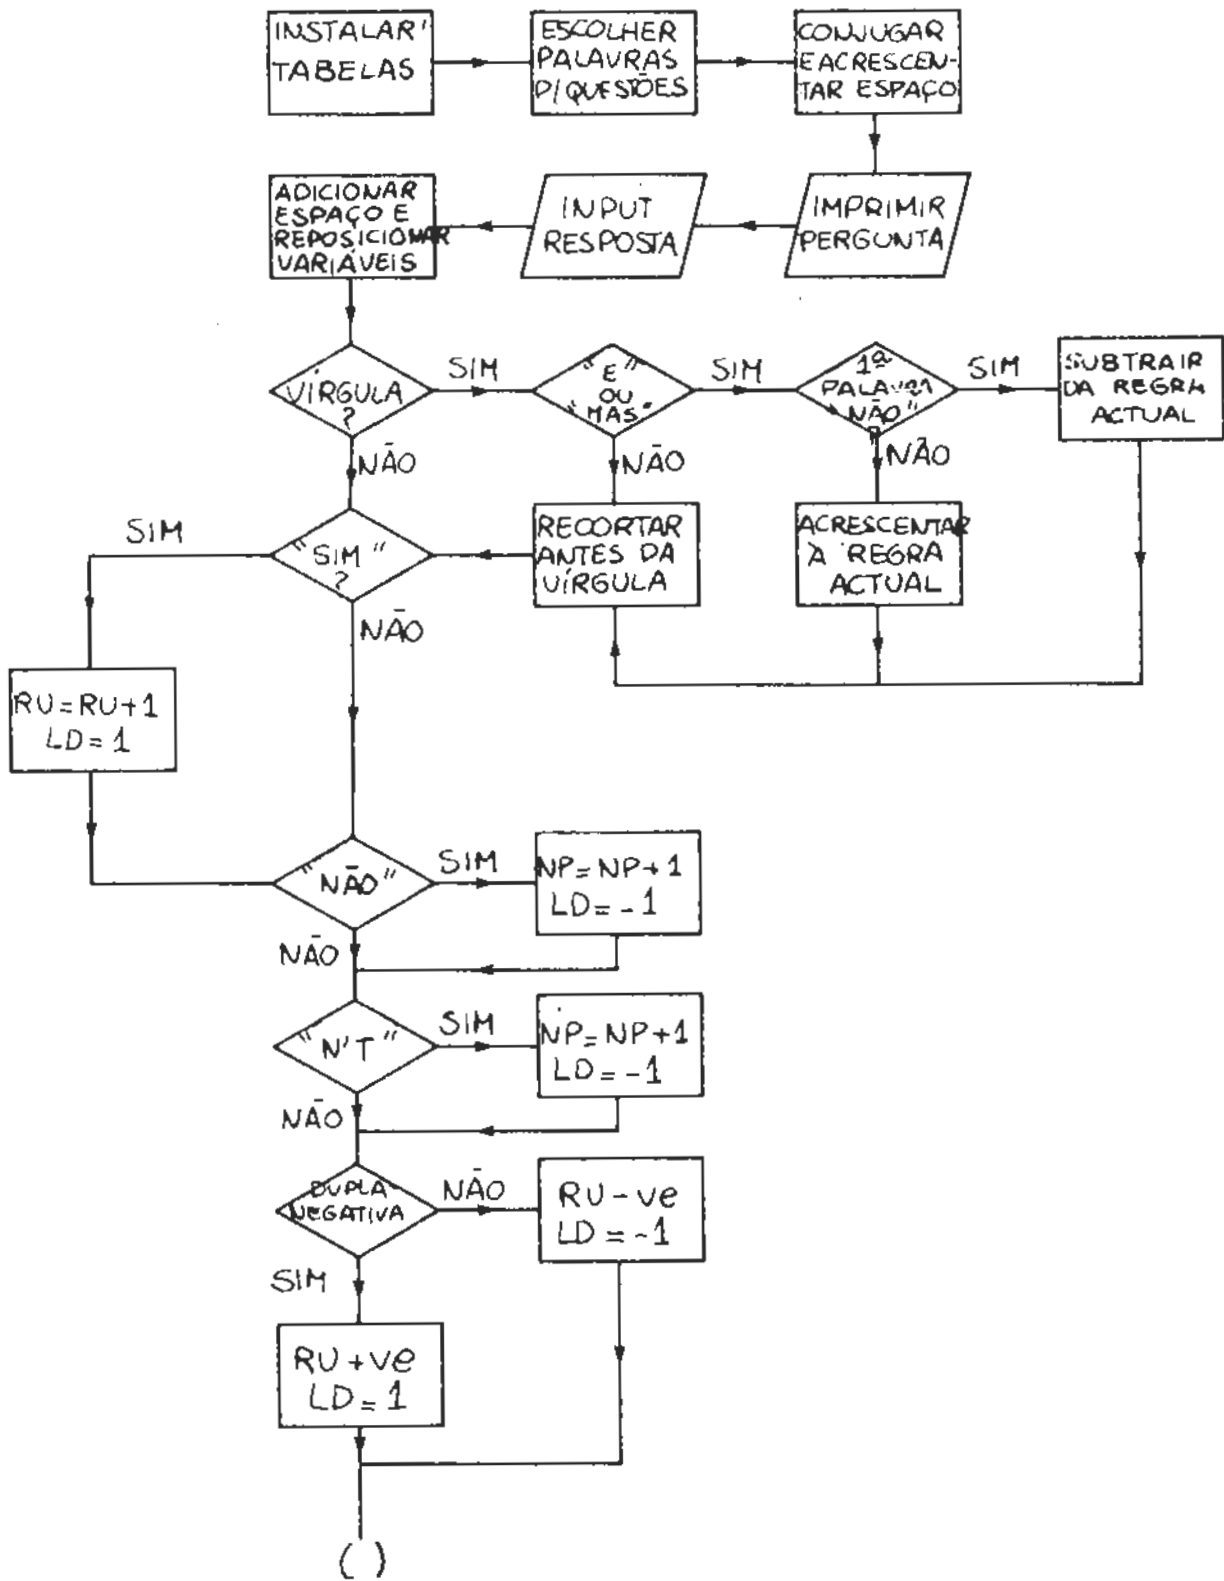 INSTALAR
TABELAS
ESCOLHER
PALAVRAS
P/QUESTÕES
CONJUGAR
E ACRESCEN-
TAR ESPAÇO
IMPRIMIR
PERGUNTA
INPUT
RESPOSTA
ADICIONAR
ESPAÇO E
REPOSICIONAR
VARIÁVEIS
VÍRGULA
?
SIM
"E"
OU
"MAS"
SIM
1ª
PALAVRA
"NÃO"
?
SIM
SUBTRAIR
DA REGRA
ACTUAL
NÃO
NÃO
NÃO
SIM
"SIM"
?
RECORTAR
ANTES DA
VÍRGULA
ACRESCENTAR
À REGRA
ACTUAL
NÃO
RU=RU+1
LD=1
"NÃO"
SIM
NP=NP+1
LD=-1
NÃO
"N'T"
SIM
NP=NP+1
LD=-1
NÃO
DUPLA
NEGATIVA
NÃO
RU-ve
LD=-1
SIM
RU+ve
LD=1
( )